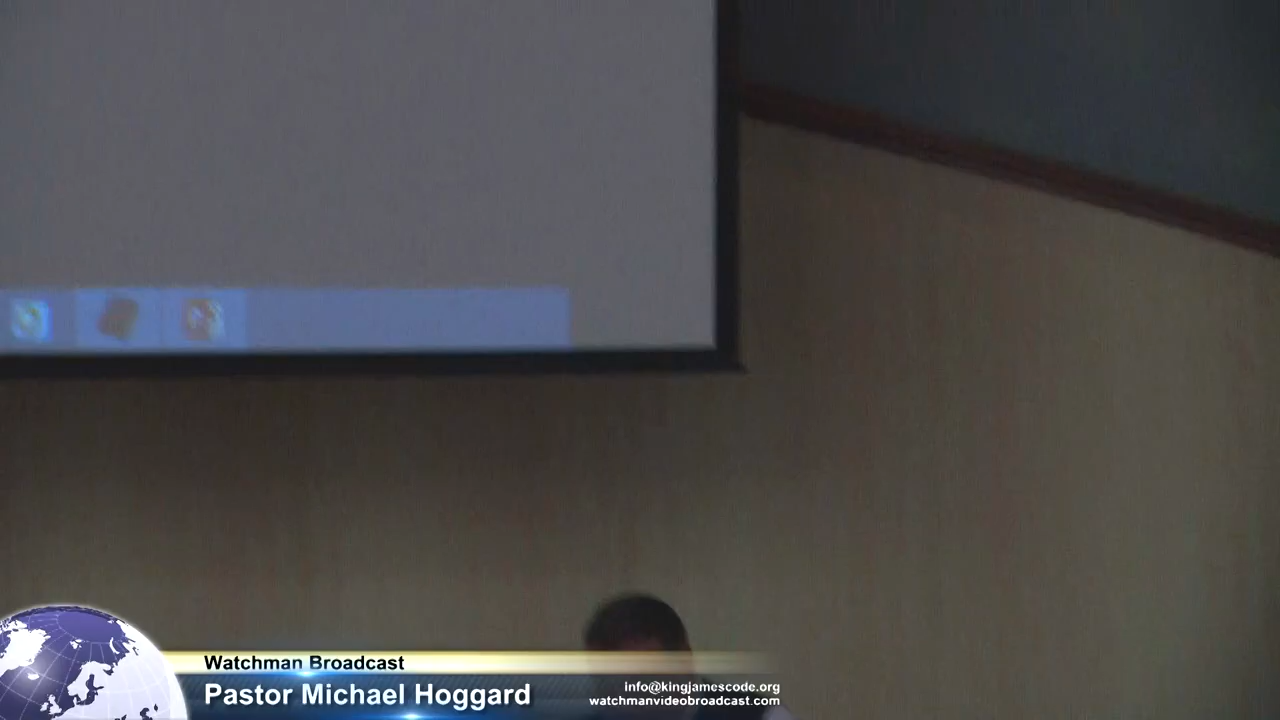 Watchman Broadcast
Pastor Michael Hoggard
info@kingjamescode.org
watchmanvideobroadcast.com